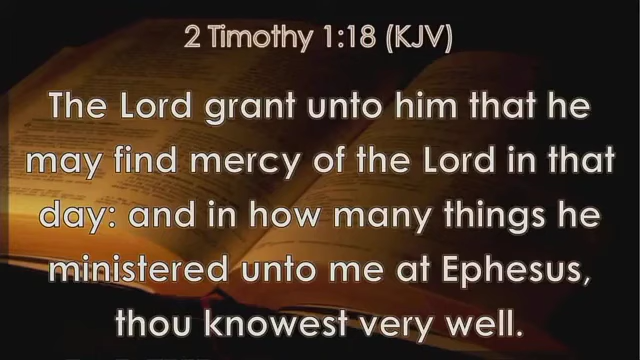 2 Timothy 1:18 (KJV)
The Lord grant unto him that he
may find mercy of the Lord in that
day: and in how many things he
ministered unto me at Ephesus,
thou knowest very well.